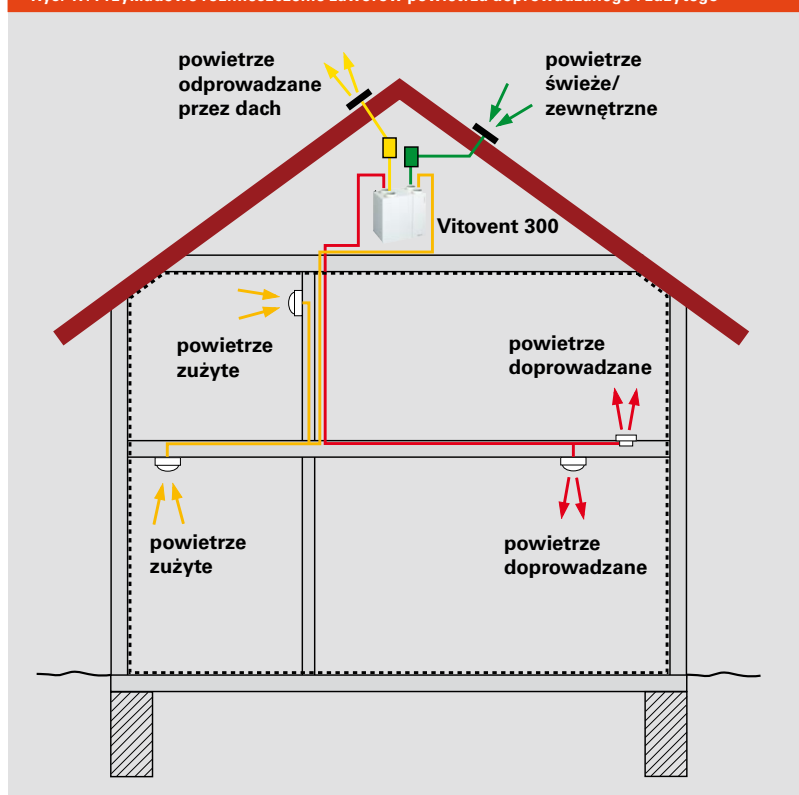 powietrze
odprowadzane
przez dach
powietrze
świeże/
zewnętrzne
Vitovent 300
powietrze
zużyte
powietrze
doprowadzane
powietrze
zużyte
powietrze
doprowadzane